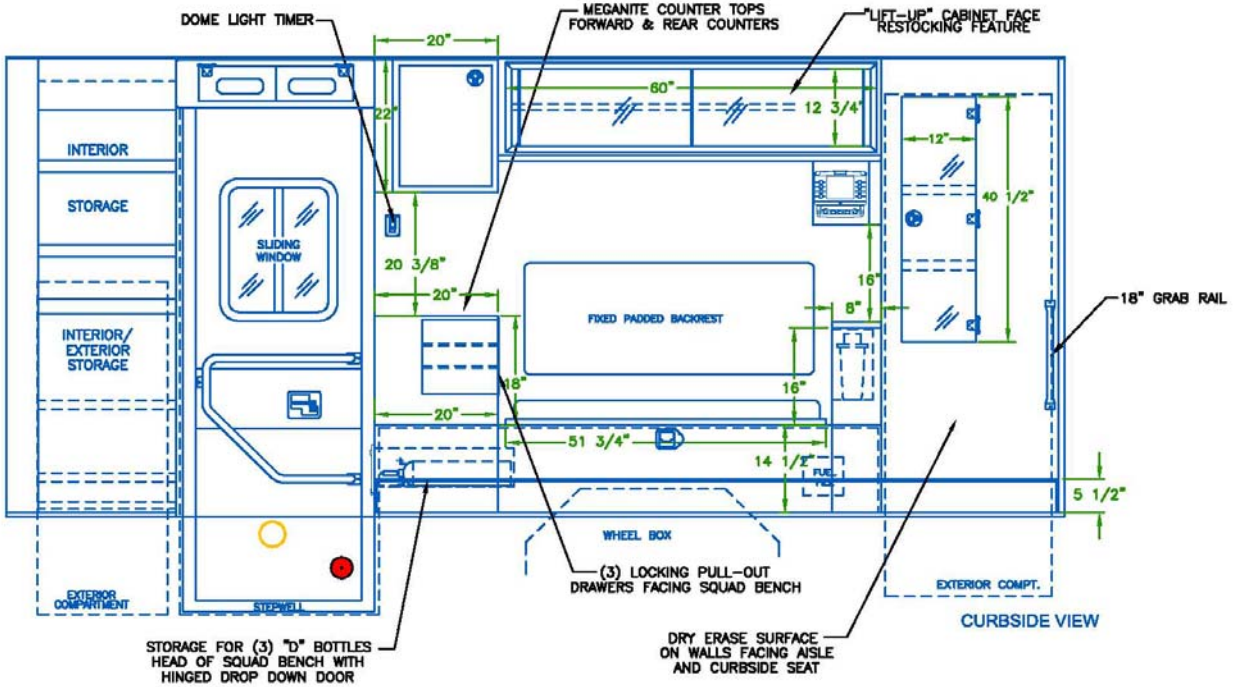 DOME LIGHT TIMER
MEGANITE COUNTER TOPS
FORWARD & REAR COUNTERS
"LIFT-UP" CABINET FACE
RESTOCKING FEATURE
20"
22"
60"
12 3/4"
12"
40 1/2"
INTERIOR
STORAGE
SLIDING
WINDOW
20 3/8"
20"
16"
8"
18" GRAB RAIL
INTERIOR/
EXTERIOR
STORAGE
FIXED PADDED BACKREST
18"
16"
20"
51 3/4"
14 1/2"
FUEL
5 1/2"
WHEEL BOX
(3) LOCKING PULL-OUT
DRAWERS FACING SQUAD BENCH
EXTERIOR
COMPARTMENT
STEPWELL
EXTERIOR COMPT.
CURBSIDE VIEW
STORAGE FOR (3) "D" BOTTLES
HEAD OF SQUAD BENCH WITH
HINGED DROP DOWN DOOR
DRY ERASE SURFACE
ON WALLS FACING AISLE
AND CURBSIDE SEAT